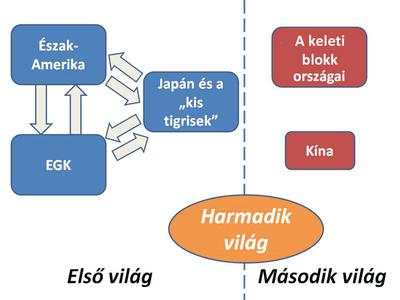 Észak-
Amerika
Japán és a
„kis
tigrisek”
EGK
A keleti
blokk
országai
Kína
Harmadik
világ
Első világ
Második világ